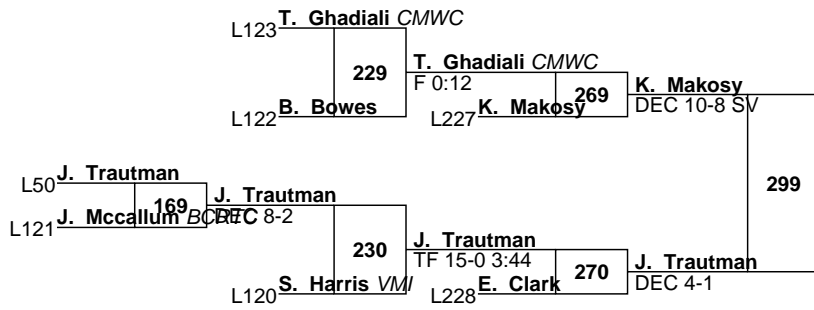 T. Ghadiali CMWC
L123
229
T. Ghadiali CMWC
F 0:12
B. Bowes
L122
K. Makosy
L227
269
K. Makosy
DEC 10-8 SV
J. Trautman
L50
169
J. Mccallum BCRTC
L121
J. Trautman
DEC 8-2
230
S. Harris VMI
L120
J. Trautman
TF 15-0 3:44
E. Clark
L228
270
J. Trautman
DEC 4-1
299